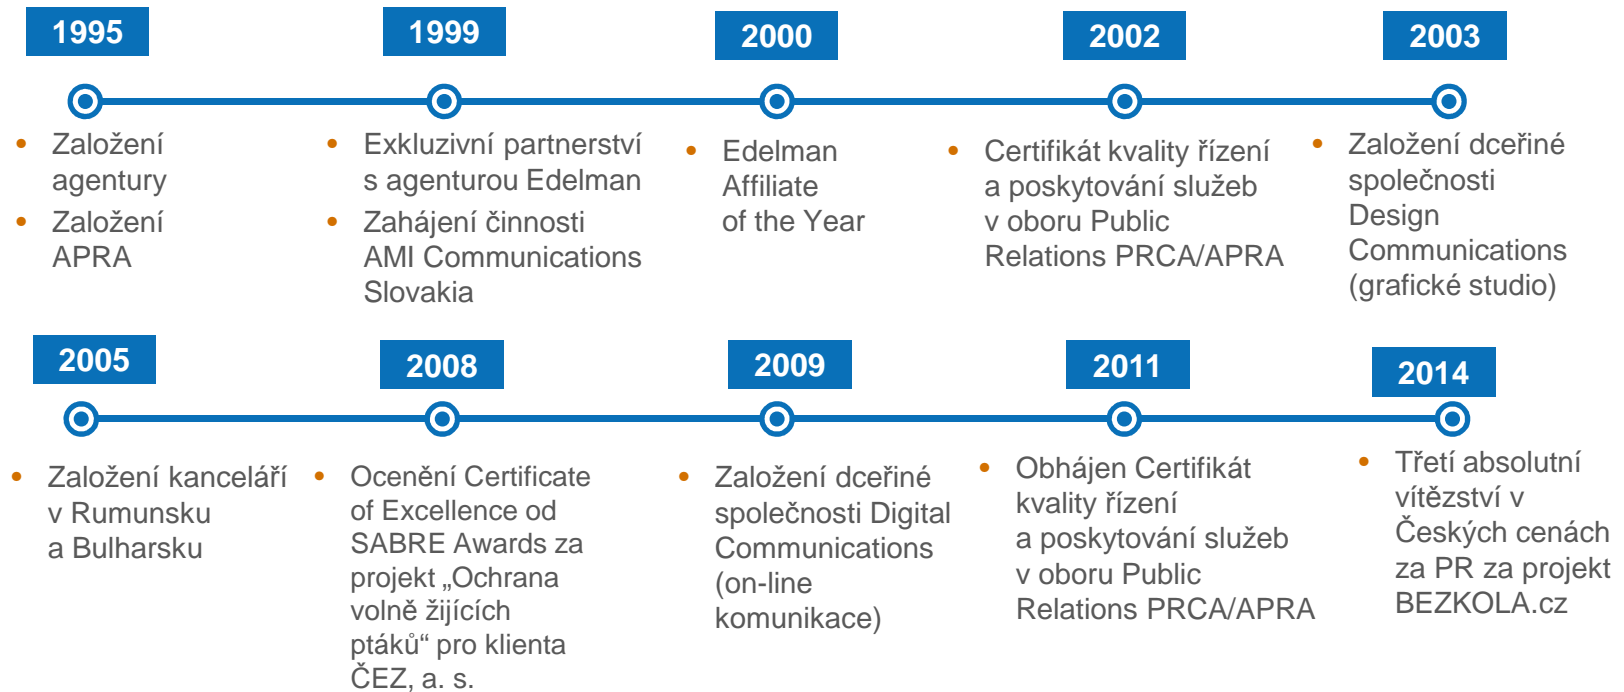 1995
1999
2000
2002
2003
• Založení
agentury
• Založení
APRA
• Exkluzivní partnerství
s agenturou Edelman
• Zahájení činnosti
AMI Communications
Slovakia
• Edelman
Affiliate
of the Year
• Certifikát kvality řízení
a poskytování služeb
v oboru Public
Relations PRCA/APRA
• Založení dceřiné
společnosti
Design
Communications
(grafické studio)
2005
2008
2009
2011
2014
• Založení kanceláří
v Rumunsku
a Bulharsku
• Ocenění Certificate
of Excellence od
SABRE Awards za
projekt „Ochrana
volně žijících
ptáků“ pro klienta
ČEZ, a. s.
• Založení dceřiné
společnosti Digital
Communications
(on-line
komunikace)
• Obhájen Certifikát
kvality řízení
a poskytování služeb
v oboru Public
Relations PRCA/APRA
• Třetí absolutní
vítězství v
Českých cenách
za PR za projekt
BEZKOLA.cz